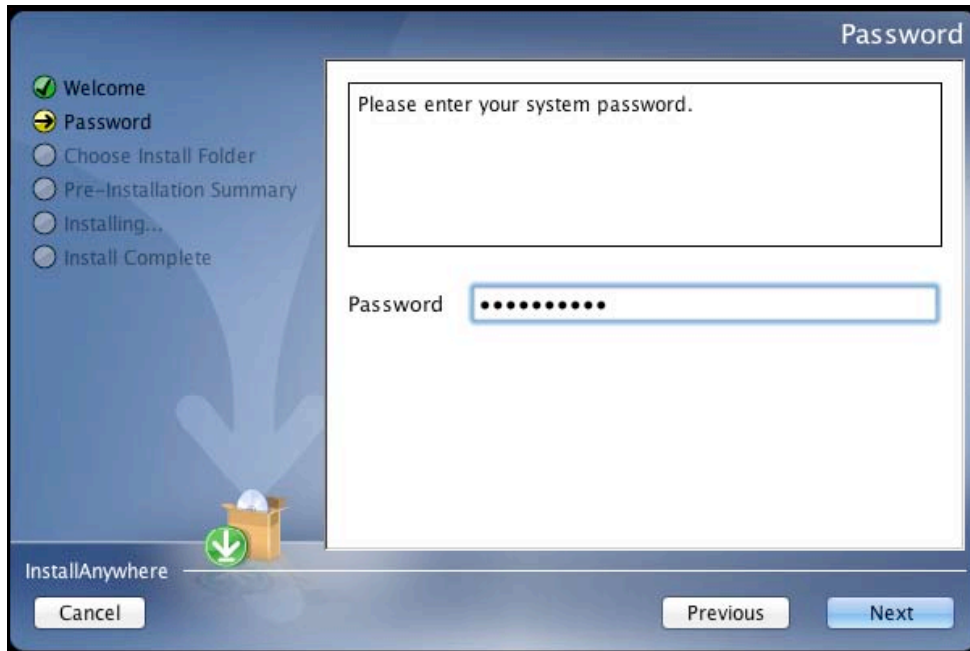 Password
Welcome
Password
Choose Install Folder
Pre-Installation Summary
Installing...
Install Complete
Please enter your system password.
Password ••••••••••
InstallAnywhere
Cancel
Previous
Next